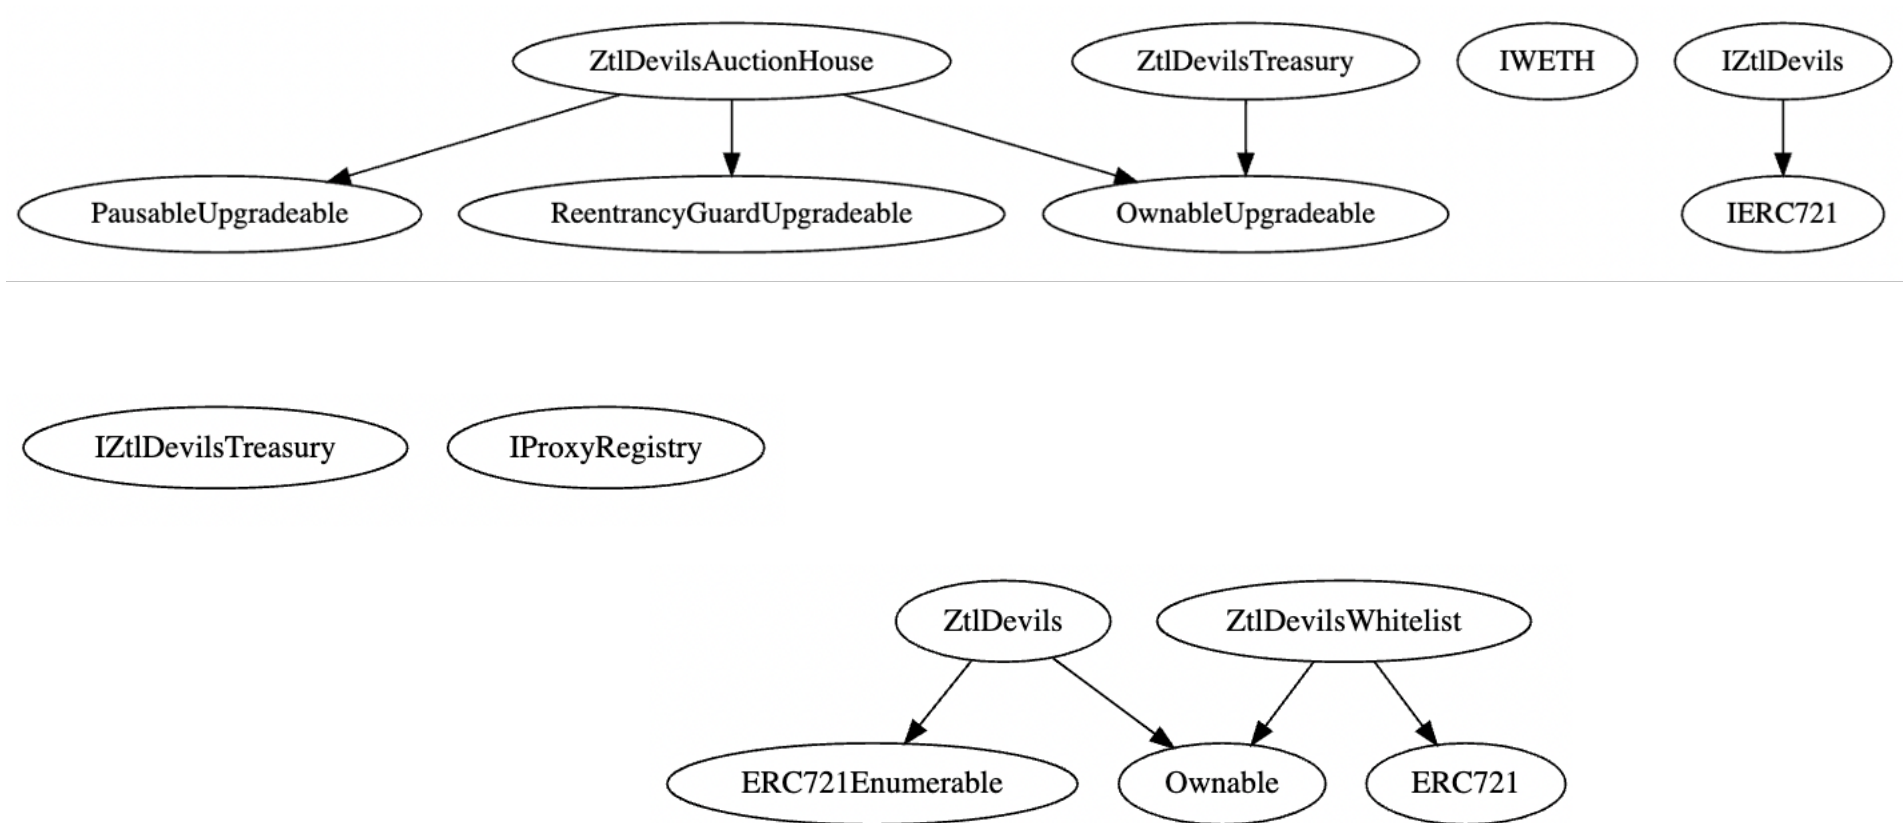 ZtlDevilsAuctionHouse
ZtlDevilsTreasury
IWETH
IZtlDevils
PausableUpgradeable
ReentrancyGuardUpgradeable
OwnableUpgradeable
IERC721
IZtlDevilsTreasury
IProxyRegistry
ZtlDevils
ZtlDevilsWhitelist
ERC721Enumerable
Ownable
ERC721